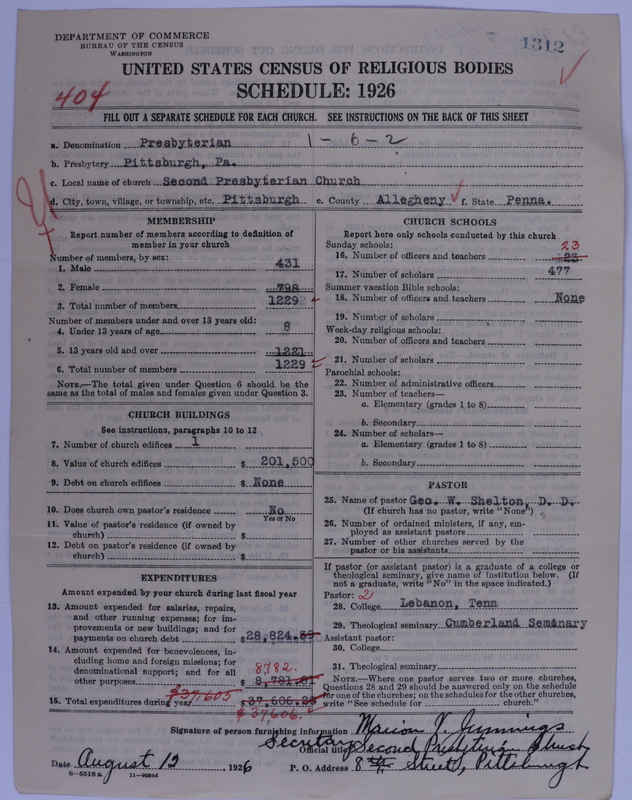 DEPARTMENT OF COMMERCE
BUREAU OF THE CENSUS
WASHINGTON
1312
UNITED STATES CENSUS OF RELIGIOUS BODIES
SCHEDULE: 1926
404
FILL OUT A SEPARATE SCHEDULE FOR EACH CHURCH. SEE INSTRUCTIONS ON THE BACK OF THIS SHEET
a. Denomination Presbyterian 1-6-2
b. Presbytery Pittsburgh, Pa.
c. Local name of church Second Presbyterian Church
d. City, town, village, or township, etc. Pittsburgh e. County Allegheny f. State Penna.
MEMBERSHIP
Report number of members according to definition of
member in your church
Number of members, by sex:
1. Male 431
2. Female 798
3. Total number of members 1229
Number of members under and over 13 years old:
4. Under 13 years of age 8
5. 13 years old and over 1221
6. Total number of members 1229
NOTE.—The total given under Question 6 should be the
same as the total of males and females given under Question 3.
CHURCH BUILDINGS
See instructions, paragraphs 10 to 12
7. Number of church edifices 1
8. Value of church edifices $ 201,500
9. Debt on church edifices $ None
10. Does church own pastor's residence No
Yes or No
11. Value of pastor's residence (if owned by
church) $
12. Debt on pastor's residence (if owned by
church) $
EXPENDITURES
Amount expended by your church during last fiscal year
13. Amount expended for salaries, repairs,
and other running expenses; for im-
provements or new buildings; and for
payments on church debt $28,824.
14. Amount expended for benevolences, in-
cluding home and foreign missions; for
denominational support; and for all
other purposes $ 8,781.
8782.
$37605
15. Total expenditures during year $ 37,606.
$37,606.
CHURCH SCHOOLS
Report here only schools conducted by this church
Sunday schools:
23
16. Number of officers and teachers 123
17. Number of scholars 477
Summer vacation Bible schools:
18. Number of officers and teachers None
19. Number of scholars
Week-day religious schools:
20. Number of officers and teachers
21. Number of scholars
Parochial schools:
22. Number of administrative officers
23. Number of teachers—
a. Elementary (grades 1 to 8)
b. Secondary
24. Number of scholars—
a. Elementary (grades 1 to 8)
b. Secondary
PASTOR
25. Name of pastor Geo. W. Shelton, D. D.
(If church has no pastor, write "None")
26. Number of ordained ministers, if any, em-
ployed as assistant pastors
27. Number of other churches served by the
pastor or his assistants
If pastor (or assistant pastor) is a graduate of a college or
theological seminary, give name of institution below. (If
not a graduate, write "No" in the space indicated.)
Pastor: 2
28. College Lebanon, Tenn
29. Theological seminary Cumberland Seminary
Assistant pastor:
30. College
31. Theological seminary
NOTE.—Where one pastor serves two or more churches,
Questions 28 and 29 should be answered only on the schedule
for one of the churches; on the schedules for the other churches,
write "See schedule for church."
Signature of person furnishing information Marion V. Jennings
Secretary Official title Second Presbyterian Church
Date August 12, 1926 P. O. Address 8th Street, Pittsburgh
8—5518a 11—9084d